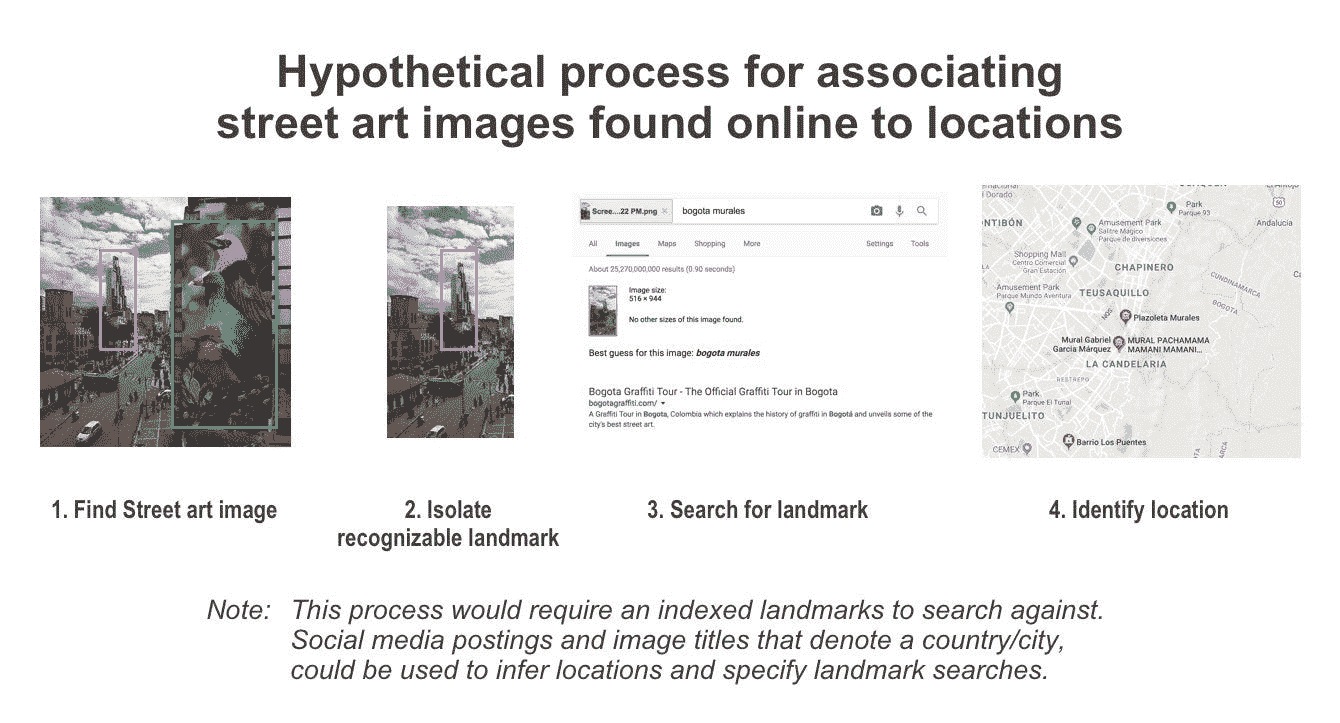 Hypothetical process for associating
street art images found online to locations
Scree....22 PM.png ×
bogota murales
All Images Maps Shopping More Settings Tools
About 25,270,000,000 results (0.90 seconds)
Image size:
516 × 944
No other sizes of this image found.
Best guess for this image: bogota murales
Bogota Graffiti Tour - The Official Graffiti Tour in Bogota
bogotagraffiti.com/
A Graffiti Tour in Bogota, Colombia which explains the history of graffiti in Bogotá and unveils some of the
city's best street art.
l Dorado
50
Park
Parque 93
Andalucia
NTIBÓN
Amusement Park
Salitre Magico
Parque de diversiones
Shopping Mall
Centro Comercial
Gran Estación
CHAPINERO
TEUSAQUILLO
CUNDINAMARCA
BOGOTA
Amusement Park
Parque Mundo Aventura
NQS
Plazoleta Murales
Mural Gabriel
García Márquez
MURAL PACHAMAMA
MAMANI MAMANI...
LA CANDELARIA
RESTREPO
Park
Parque El Tunal
TUNJUELITO
Barrio Los Puentes
CEMEX
1. Find Street art image
2. Isolate
recognizable landmark
3. Search for landmark
4. Identify location
Note: This process would require an indexed landmarks to search against.
Social media postings and image titles that denote a country/city,
could be used to infer locations and specify landmark searches.